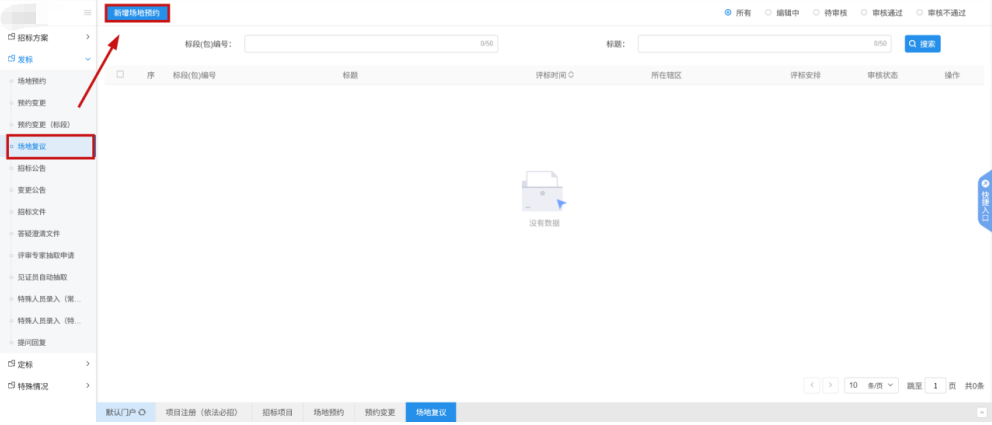 新增场地预约
所有 编辑中 待审核 审核通过 审核不通过
招标方案
标段(包)编号： 0/50 标题： 0/50 搜索
发标
序 标段(包)编号 标题 评标时间 所在辖区 评标安排 审核状态 操作
场地预约
预约变更
预约变更（标段）
场地复议
招标公告
变更公告
招标文件
答疑澄清文件
评审专家抽取申请
见证员自动抽取
特殊人员录入（常...
特殊人员录入（特...
提问回复
定标
特殊情况
没有数据
快捷入口
10 条/页 跳至 1 页 共0条
默认门户 项目注册（依法必招） 招标项目 场地预约 预约变更 场地复议